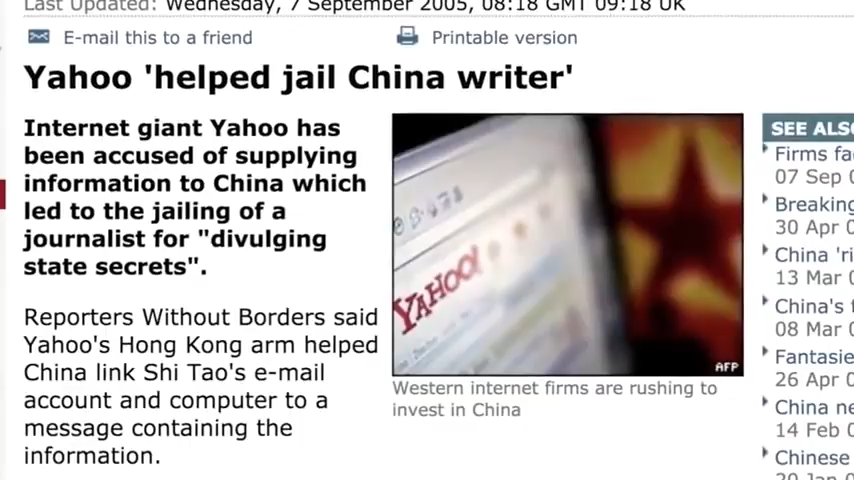 Last Updated: Wednesday, 7 September 2005, 08:18 GMT 09:18 UK
E-mail this to a friend
Printable version
Yahoo 'helped jail China writer'
Internet giant Yahoo has
been accused of supplying
information to China which
led to the jailing of a
journalist for "divulging
state secrets".
Reporters Without Borders said
Yahoo's Hong Kong arm helped
China link Shi Tao's e-mail
account and computer to a
message containing the
information.
YAHOO!
AFP
Western internet firms are rushing to
invest in China
SEE ALSO
Firms
07 Sep
Breaking
30 Apr
China
13 Mar
China's
08 Mar
Fantasie
26 Apr
China
14 Feb
Chinese
20 Jan